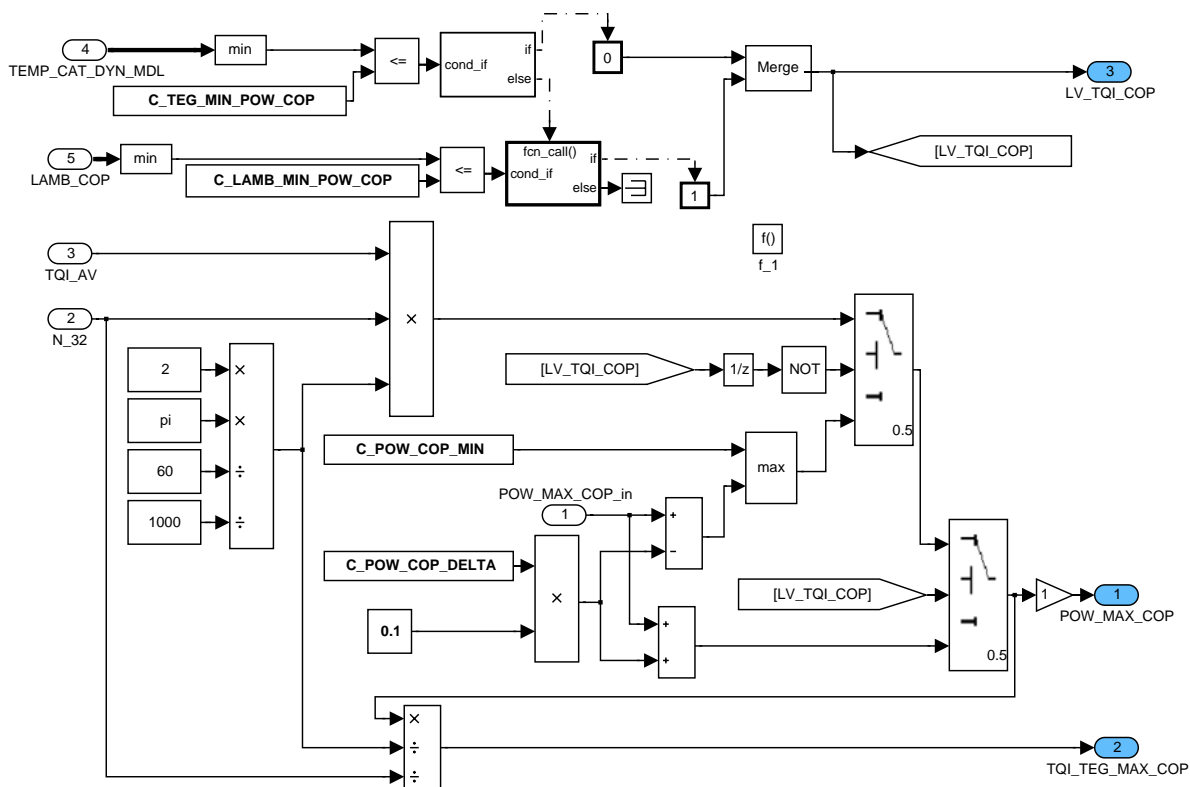 4
TEMP_CAT_DYN_MDL
min
C_TEG_MIN_POW_COP
<=
cond_if
if
else
0
Merge
3
LV_TQI_COP
[LV_TQI_COP]
5
LAMB_COP
min
C_LAMB_MIN_POW_COP
<=
fcn_call()
cond_if
if
else
1
f()
f_1
3
TQI_AV
2
N_32
×
2
pi
60
1000
×
×
÷
÷
[LV_TQI_COP]
1/z
NOT
0.5
C_POW_COP_MIN
max
POW_MAX_COP_in
1
+
−
C_POW_COP_DELTA
0.1
×
+
+
[LV_TQI_COP]
0.5
1
1
POW_MAX_COP
×
÷
÷
2
TQI_TEG_MAX_COP